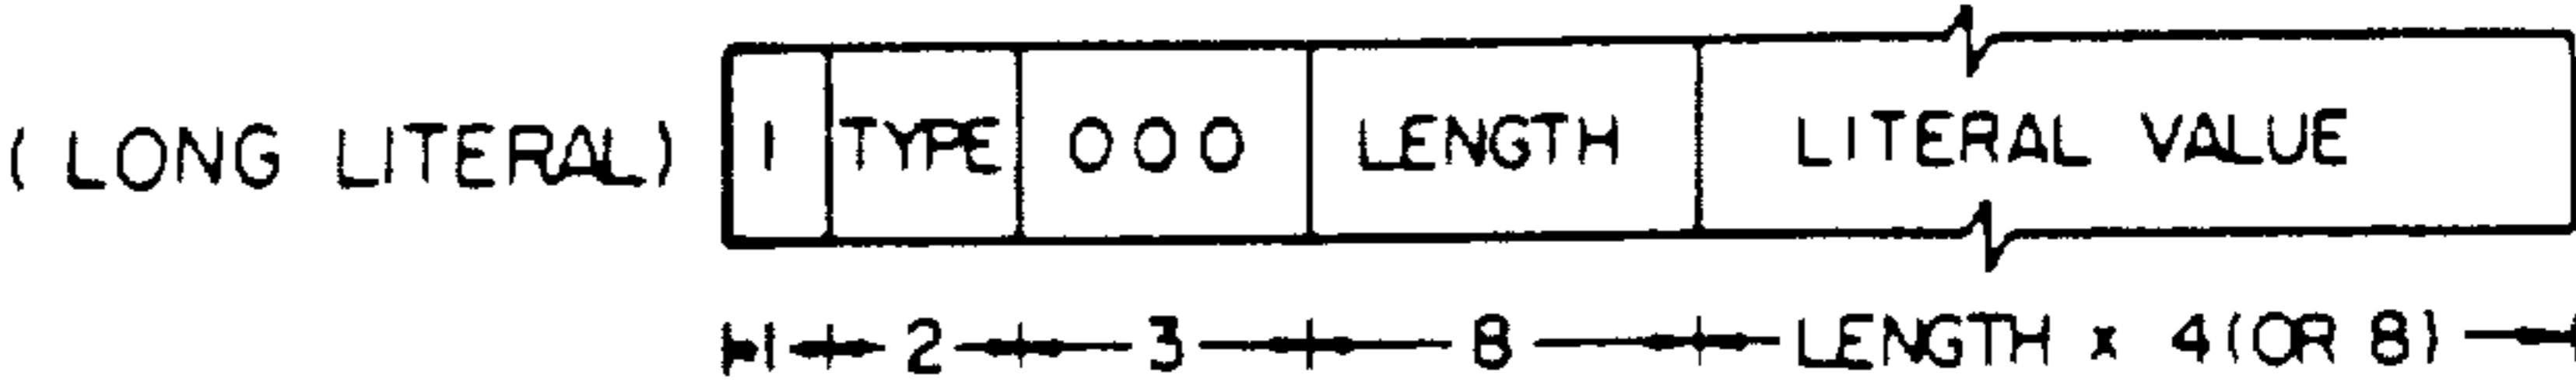 (LONG LITERAL) 1 TYPE 000 LENGTH LITERAL VALUE
1 2 3 8 LENGTH x 4(OR 8)